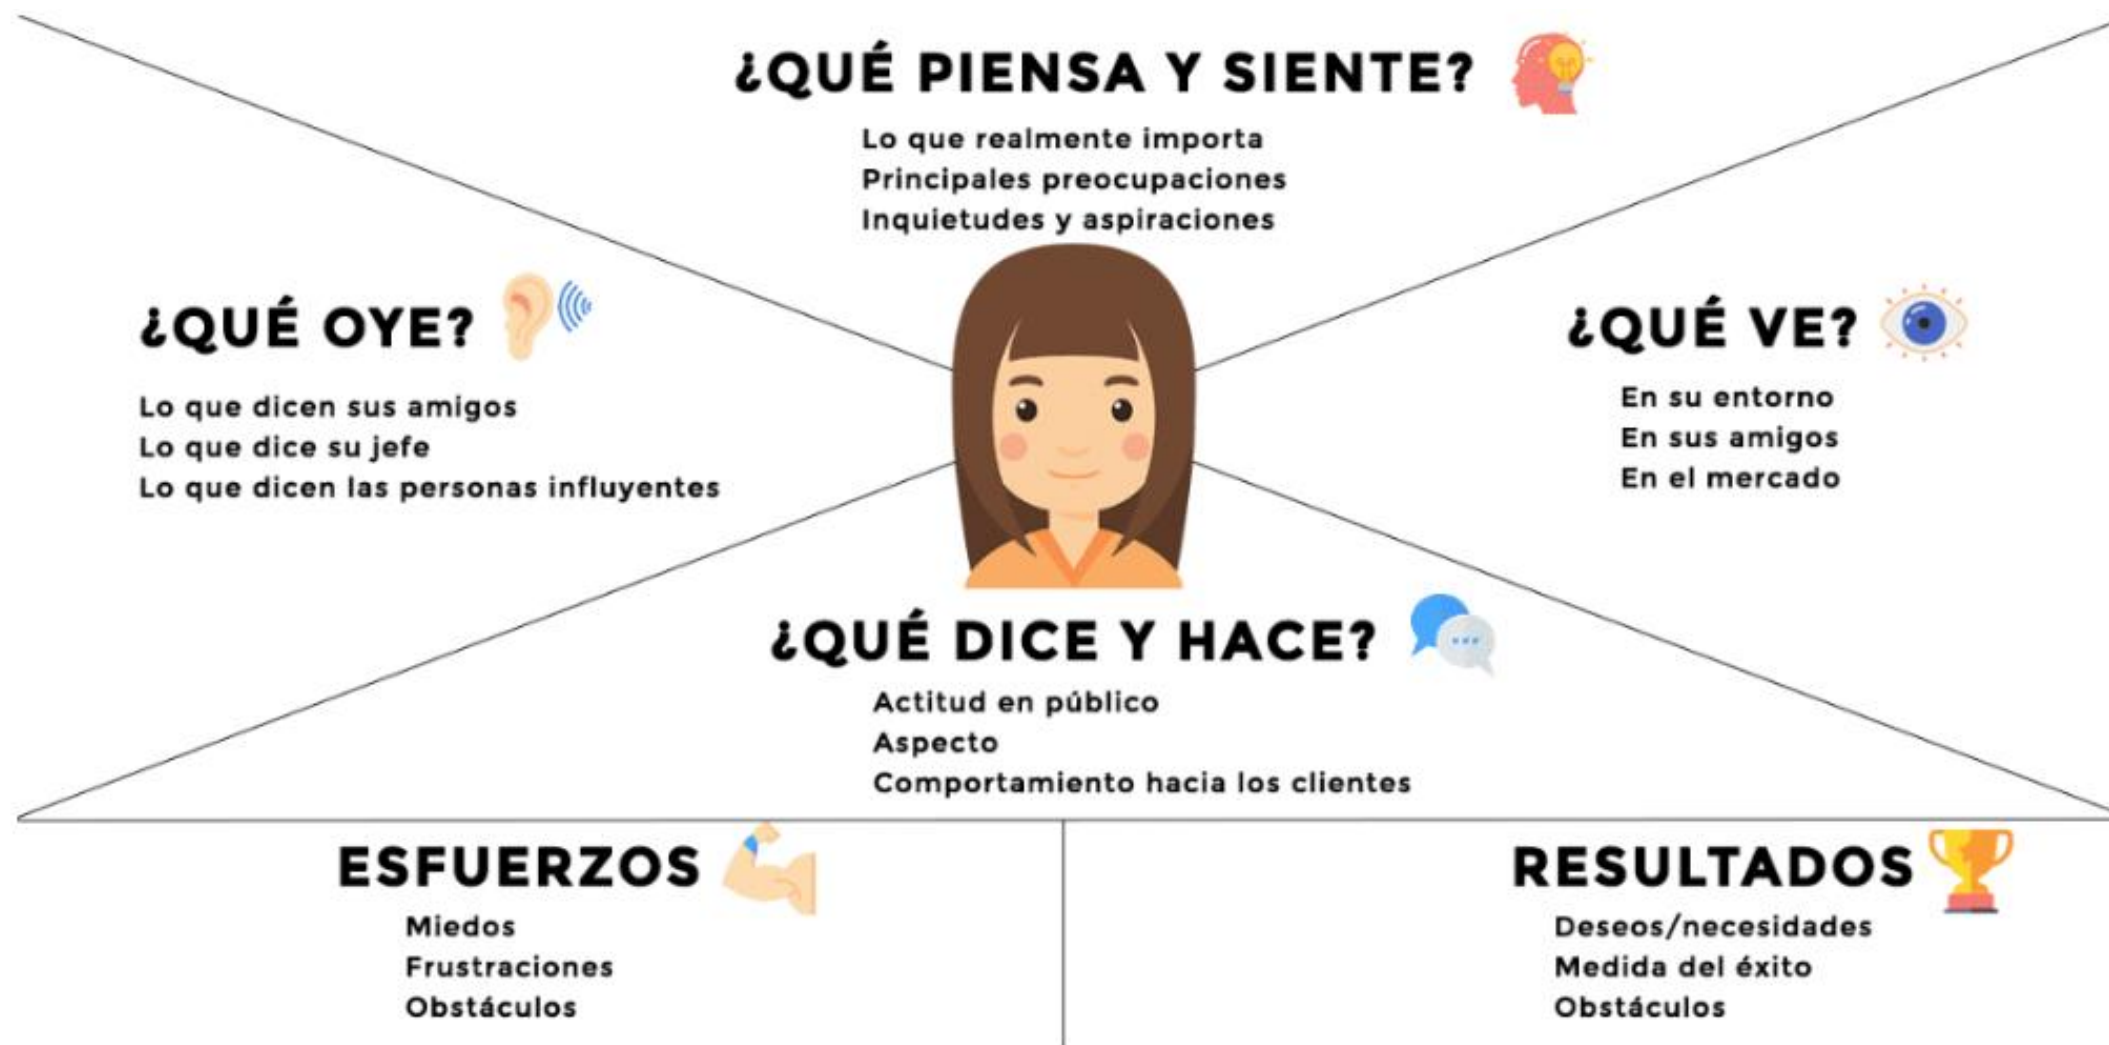 ¿QUÉ PIENSA Y SIENTE?
Lo que realmente importa
Principales preocupaciones
Inquietudes y aspiraciones
¿QUÉ OYE?
Lo que dicen sus amigos
Lo que dice su jefe
Lo que dicen las personas influyentes
¿QUÉ VE?
En su entorno
En sus amigos
En el mercado
¿QUÉ DICE Y HACE?
Actitud en público
Aspecto
Comportamiento hacia los clientes
ESFUERZOS
Miedos
Frustraciones
Obstáculos
RESULTADOS
Deseos/necesidades
Medida del éxito
Obstáculos